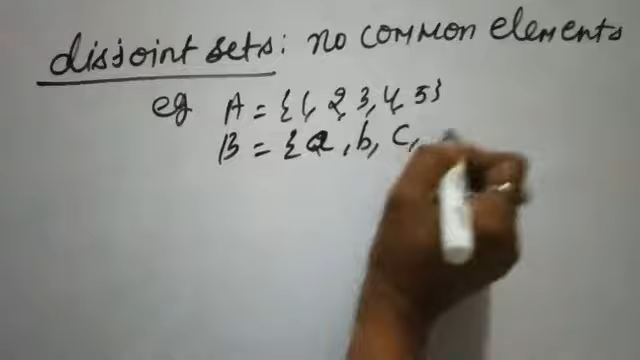 disjoint sets: no common elements
eg A = {1, 2, 3, 4, 5}
B = {a, b, c,